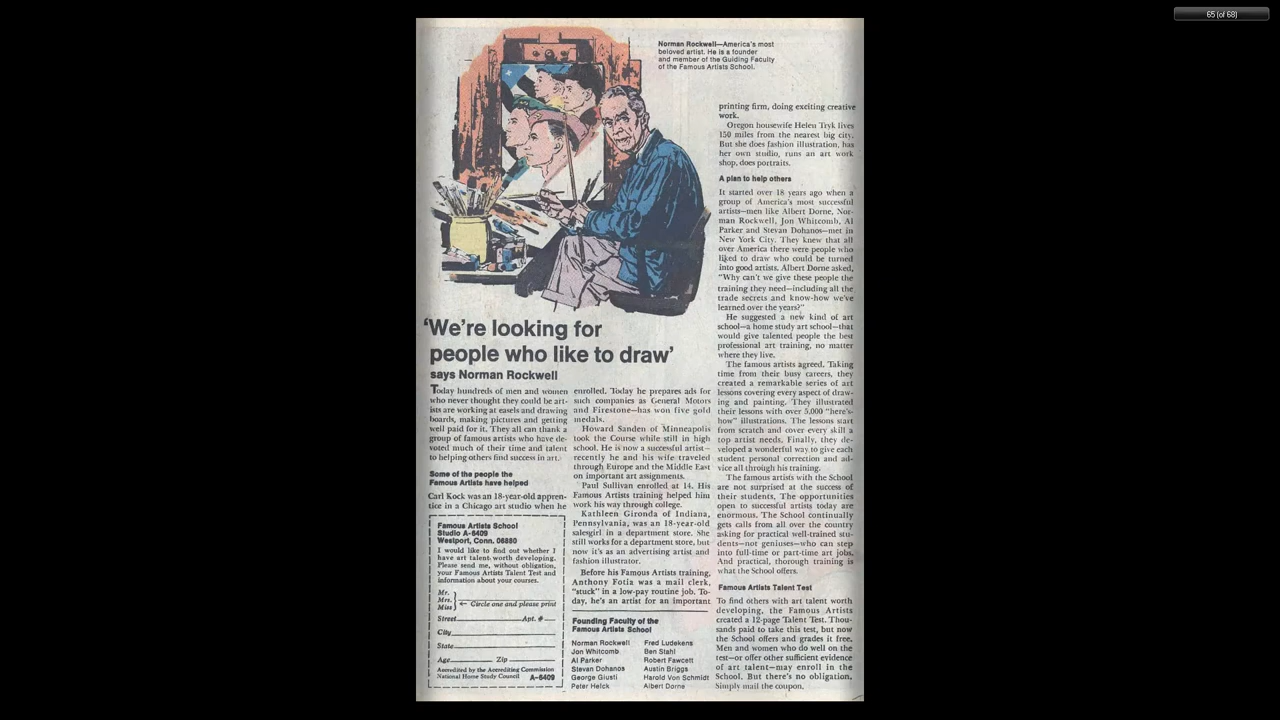 65 (of 68)
Norman Rockwell—America's most
beloved artist. He is a founder
and member of the Guiding Faculty
of the Famous Artists School.
'We're looking for
people who like to draw'
says Norman Rockwell
Today hundreds of men and women
who never thought they could be art-
ists are working at easels and drawing
boards, making pictures and getting
well paid for it. They all can thank a
group of famous artists who have de-
voted much of their time and talent
to helping others find success in art.
Some of the people the
Famous Artists have helped
Carl Kock was an 18-year-old appren-
tice in a Chicago art studio when he
enrolled. Today he prepares ads for
such companies as General Motors
and Firestone—has won five gold
medals.
Howard Sanden of Minneapolis
took the Course while still in high
school. He is now a successful artist—
recently he and his wife traveled
through Europe and the Middle East
on important art assignments.
Paul Sullivan enrolled at 14. His
Famous Artists training helped him
work his way through college.
Kathleen Gironda of Indiana,
Pennsylvania, was an 18-year-old
salesgirl in a department store. She
still works for a department store, but
now it's as an advertising artist and
fashion illustrator.
Before his Famous Artists training,
Anthony Fotia was a mail clerk,
"stuck" in a low-pay routine job. To-
day, he's an artist for an important
printing firm, doing exciting creative
work.
Oregon housewife Helen Tryk lives
150 miles from the nearest big city.
But she does fashion illustration, has
her own studio, runs an art work
shop, does portraits.
A plan to help others
It started over 18 years ago when a
group of America's most successful
artists—men like Albert Dorne, Nor-
man Rockwell, Jon Whitcomb, Al
Parker and Stevan Dohanos—met in
New York City. They knew that all
over America there were people who
liked to draw who could be turned
into good artists. Albert Dorne asked,
"Why can't we give these people the
training they need—including all the
trade secrets and know-how we've
learned over the years?"
He suggested a new kind of art
school—a home study art school—that
would give talented people the best
professional art training, no matter
where they live.
The famous artists agreed. Taking
time from their busy careers, they
created a remarkable series of art
lessons covering every aspect of draw-
ing and painting. They illustrated
their lessons with over 5,000 "here's-
how" illustrations. The lessons start
from scratch and cover every skill a
top artist needs. Finally, they de-
veloped a wonderful way to give each
student personal correction and ad-
vice all through his training.
The famous artists with the School
are not surprised at the success of
their students. The opportunities
open to successful artists today are
enormous. The School continually
gets calls from all over the country
asking for practical well-trained stu-
dents—not geniuses—who can step
into full-time or part-time art jobs.
And practical, thorough training is
what the School offers.
Famous Artists Talent Test
To find others with art talent worth
developing, the Famous Artists
created a 12-page Talent Test. Thou-
sands paid to take this test, but now
the School offers and grades it free.
Men and women who do well on the
test—or offer other sufficient evidence
of art talent—may enroll in the
School. But there's no obligation.
Simply mail the coupon.
Famous Artists School
Studio A-6409
Westport, Conn. 06880
I would like to find out whether I
have art talent worth developing.
Please send me, without obligation,
your Famous Artists Talent Test and
information about your courses.
Mr.
Mrs.
Miss
← Circle one and please print
Street Apt. #
City
State
Age Zip
Accredited by the Accrediting Commission
National Home Study Council A-6409
Founding Faculty of the
Famous Artists School
Norman Rockwell
Jon Whitcomb
Al Parker
Stevan Dohanos
George Giusti
Peter Helck
Fred Ludekens
Ben Stahl
Robert Fawcett
Austin Briggs
Harold Von Schmidt
Albert Dorne